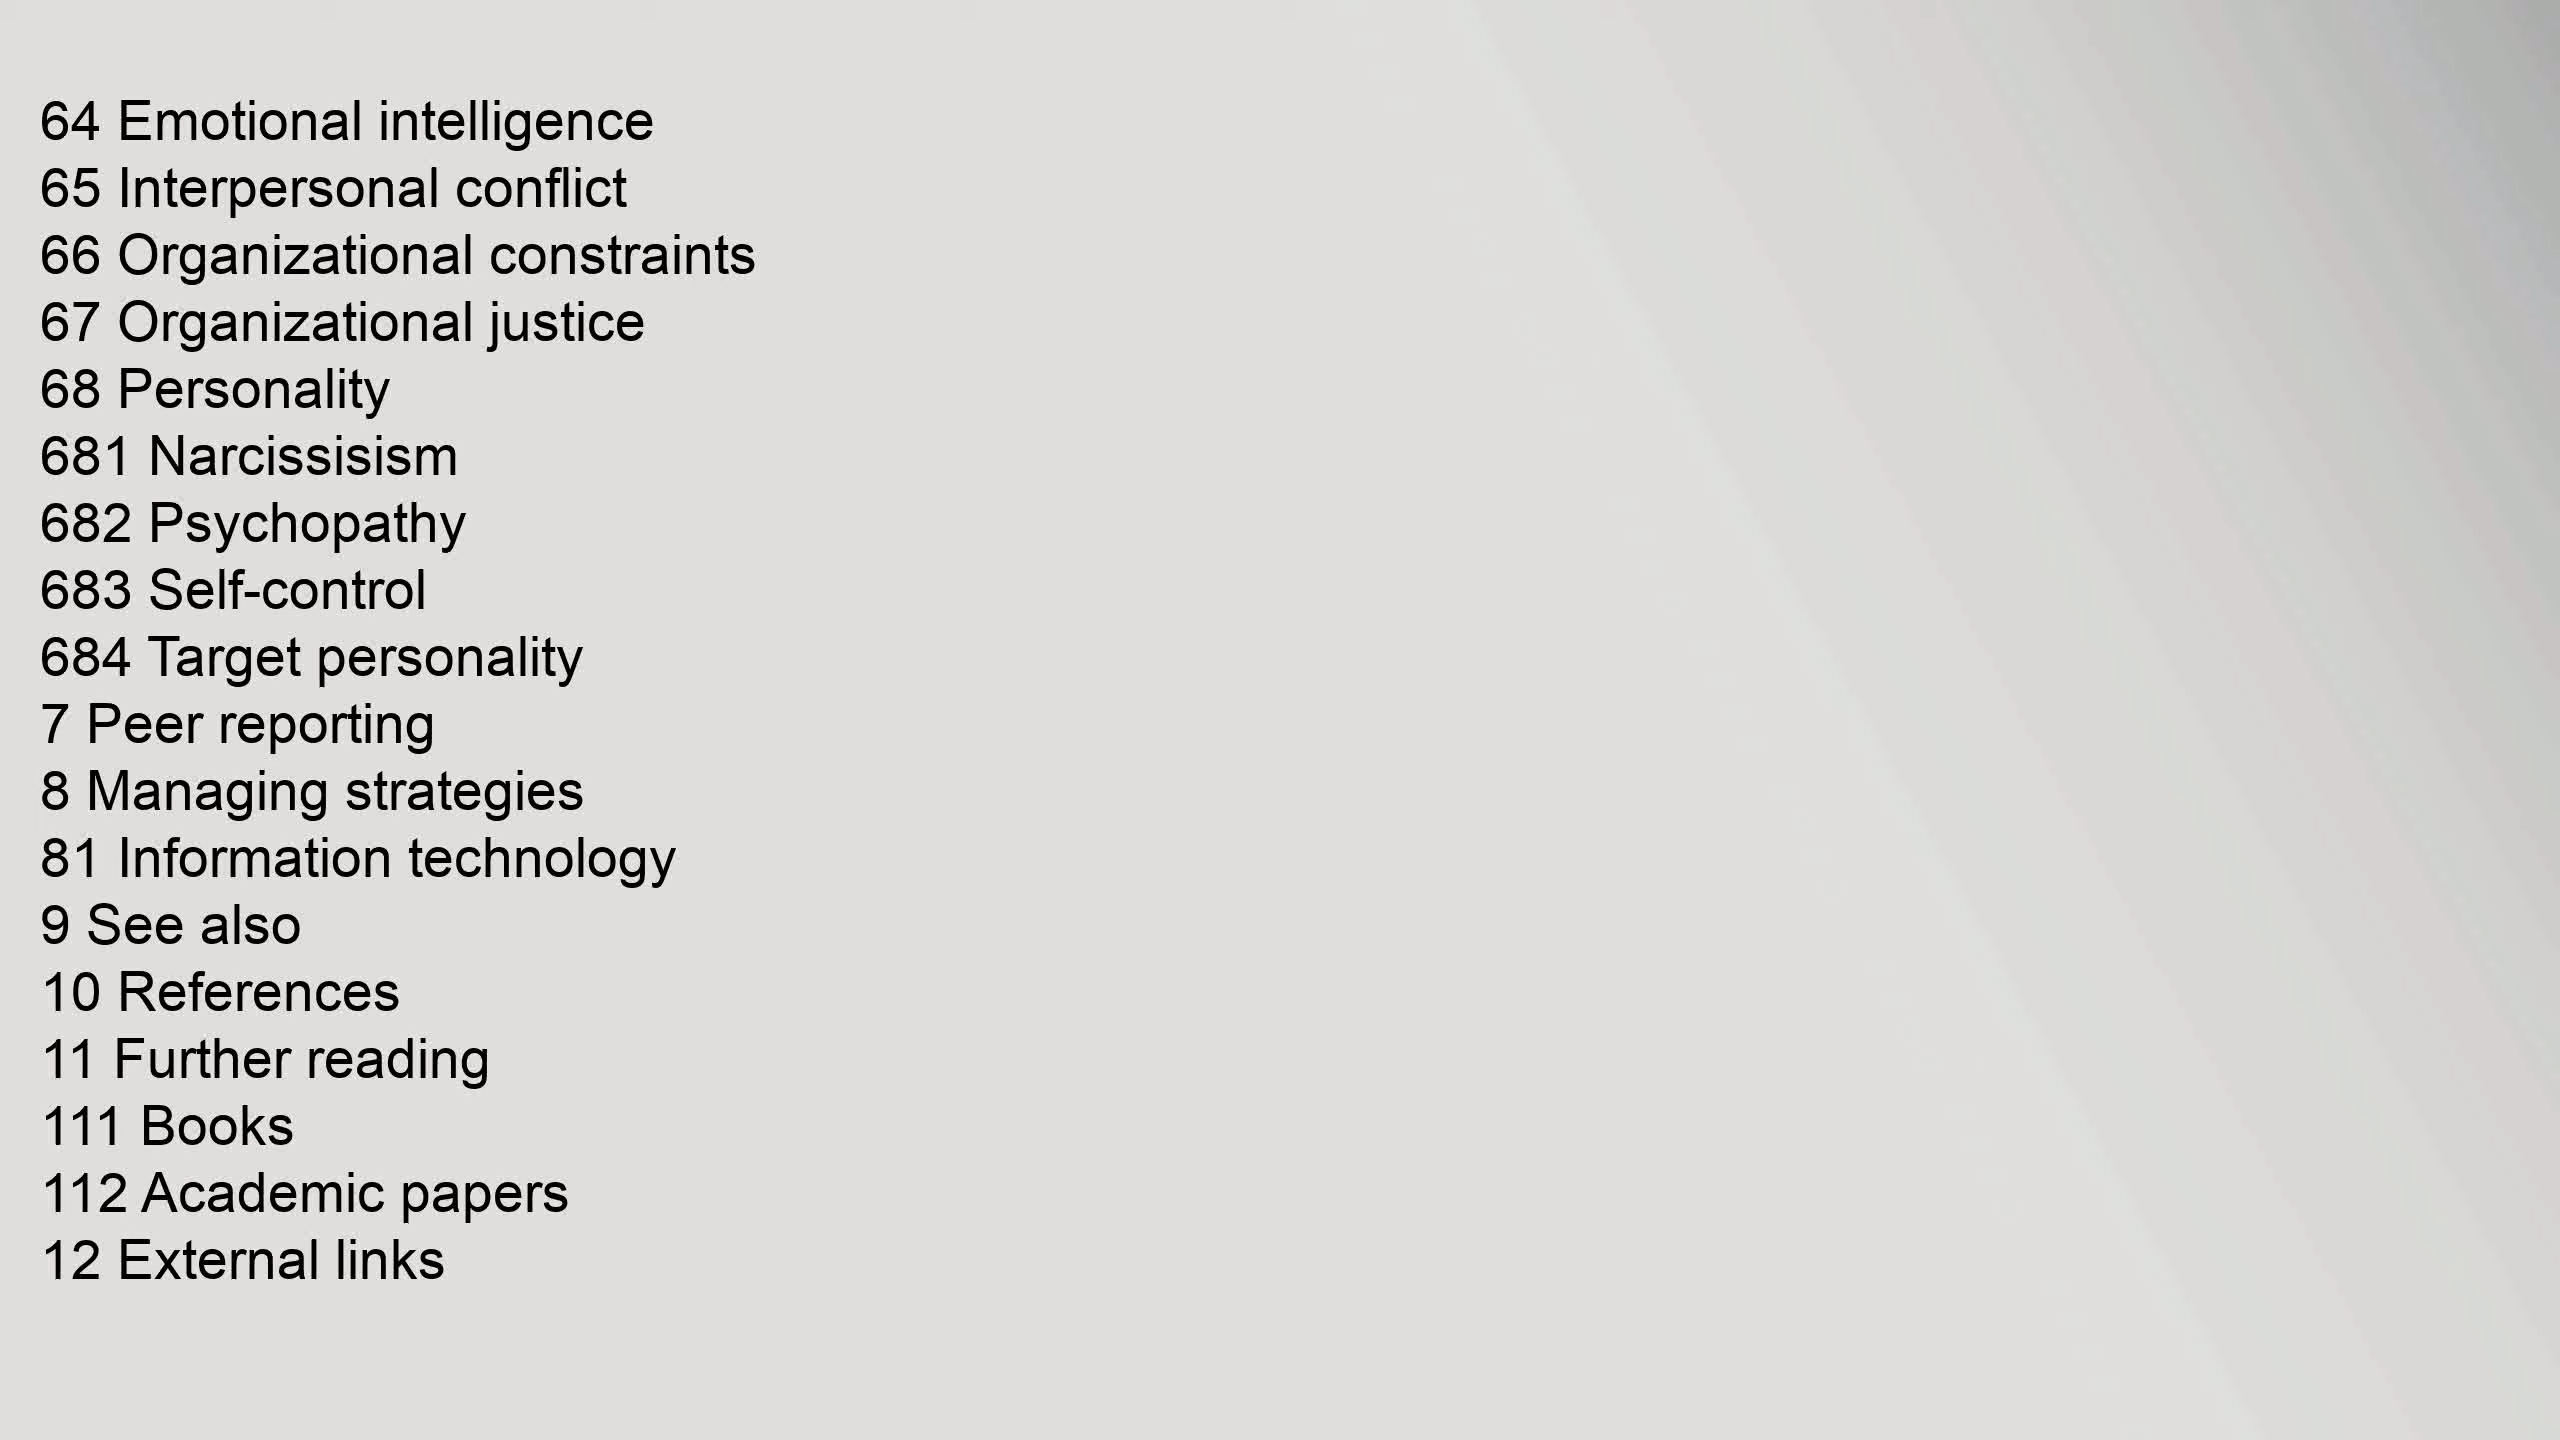 64 Emotional intelligence
65 Interpersonal conflict
66 Organizational constraints
67 Organizational justice
68 Personality
681 Narcissisism
682 Psychopathy
683 Self-control
684 Target personality
7 Peer reporting
8 Managing strategies
81 Information technology
9 See also
10 References
11 Further reading
111 Books
112 Academic papers
12 External links